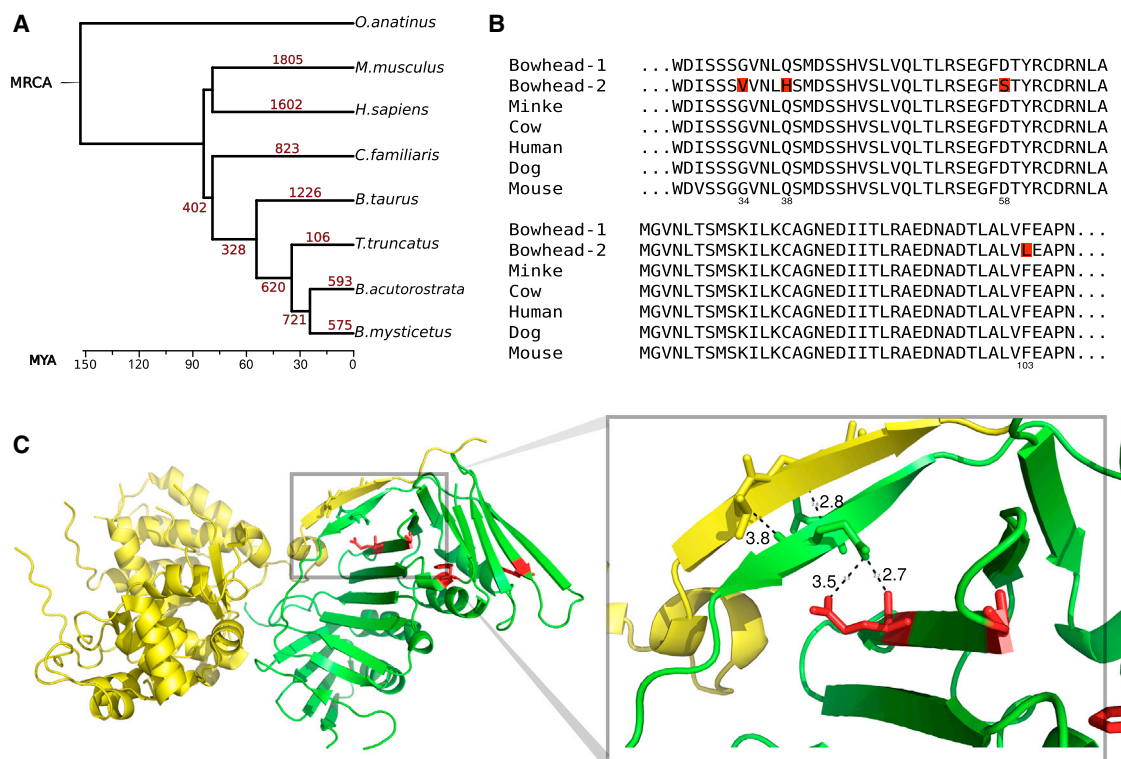 A
O.anatinus
1805
M.musculus
MRCA
1602
H.sapiens
823
C.familiaris
402
1226
B.taurus
328
106
T.truncatus
620
593
B.acutorostrata
721
575
B.mysticetus
MYA
150 120 90 60 30 0
B
Bowhead-1 ...WDISSSGVNLQSMDSSHVSLVQLTLRSEGFDTYRCDRNLA
Bowhead-2 ...WDISSSVVNLHSMDSSHVSLVQLTLRSEGFSTYRCDRNLA
Minke ...WDISSSGVNLQSMDSSHVSLVQLTLRSEGFDTYRCDRNLA
Cow ...WDISSSGVNLQSMDSSHVSLVQLTLRSEGFDTYRCDRNLA
Human ...WDISSSGVNLQSMDSSHVSLVQLTLRSEGFDTYRCDRNLA
Dog ...WDISSSGVNLQSMDSSHVSLVQLTLRSEGFDTYRCDRNLA
Mouse ...WDVSSGGVNLQSMDSSHVSLVQLTLRSEGFDTYRCDRNLA
34 38 58
Bowhead-1 MGVNLTSMSKILKCAGNEDIITLRAEDNADTLALVFEAPN...
Bowhead-2 MGVNLTSMSKILKCAGNEDIITLRAEDNADTLALVLEAPN...
Minke MGVNLTSMSKILKCAGNEDIITLRAEDNADTLALVFEAPN...
Cow MGVNLTSMSKILKCAGNEDIITLRAEDNADTLALVFEAPN...
Human MGVNLTSMSKILKCAGNEDIITLRAEDNADTLALVFEAPN...
Dog MGVNLTSMSKILKCAGNEDIITLRAEDNADTLALVFEAPN...
Mouse MGVNLTSMSKILKCAGNEDIITLRAEDNADTLALVFEAPN...
103
C
2.8
3.8
3.5
2.7